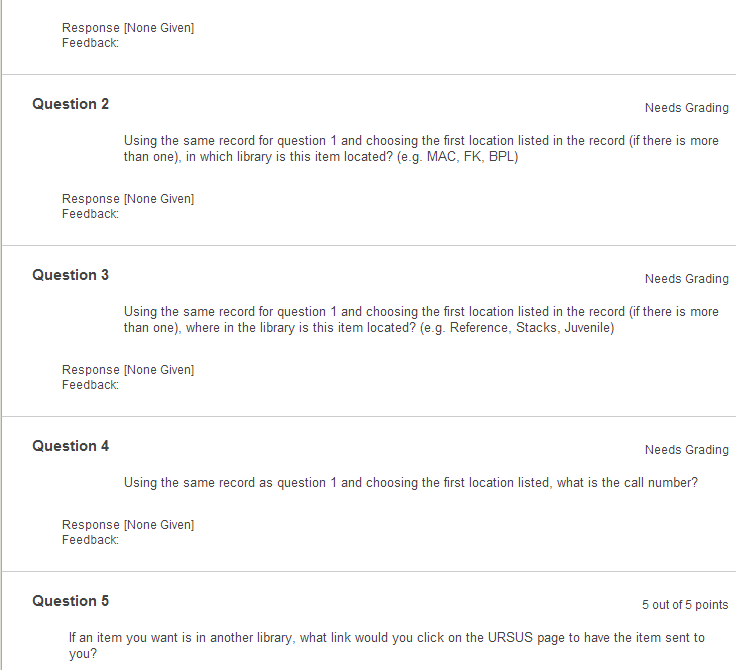 Response [None Given]
Feedback:
Question 2
Needs Grading
Using the same record for question 1 and choosing the first location listed in the record (if there is more
than one), in which library is this item located? (e.g. MAC, FK, BPL)
Response [None Given]
Feedback:
Question 3
Needs Grading
Using the same record for question 1 and choosing the first location listed in the record (if there is more
than one), where in the library is this item located? (e.g. Reference, Stacks, Juvenile)
Response [None Given]
Feedback:
Question 4
Needs Grading
Using the same record as question 1 and choosing the first location listed, what is the call number?
Response [None Given]
Feedback:
Question 5
5 out of 5 points
If an item you want is in another library, what link would you click on the URSUS page to have the item sent to
you?